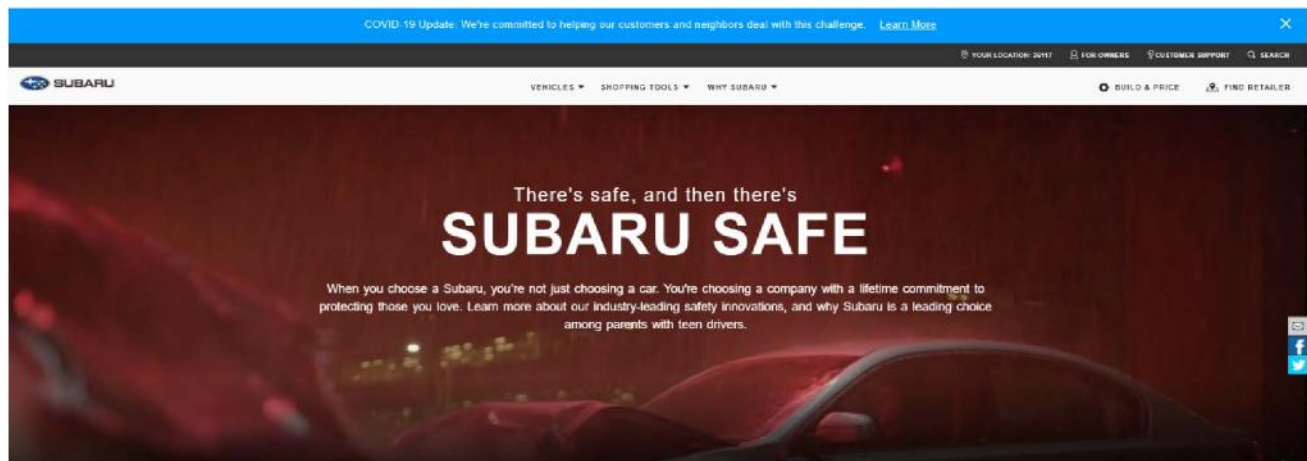 COVID-19 Update: We're committed to helping our customers and neighbors deal with this challenge. Learn More
YOUR LOCATION: FOR OWNERS CUSTOMER SUPPORT SEARCH
SUBARU
VEHICLES SHOPPING TOOLS WHY SUBARU
BUILD & PRICE FIND RETAILER
There's safe, and then there's
SUBARU SAFE
When you choose a Subaru, you're not just choosing a car. You're choosing a company with a lifetime commitment to
protecting those you love. Learn more about our industry-leading safety innovations, and why Subaru is a leading choice
among parents with teen drivers.